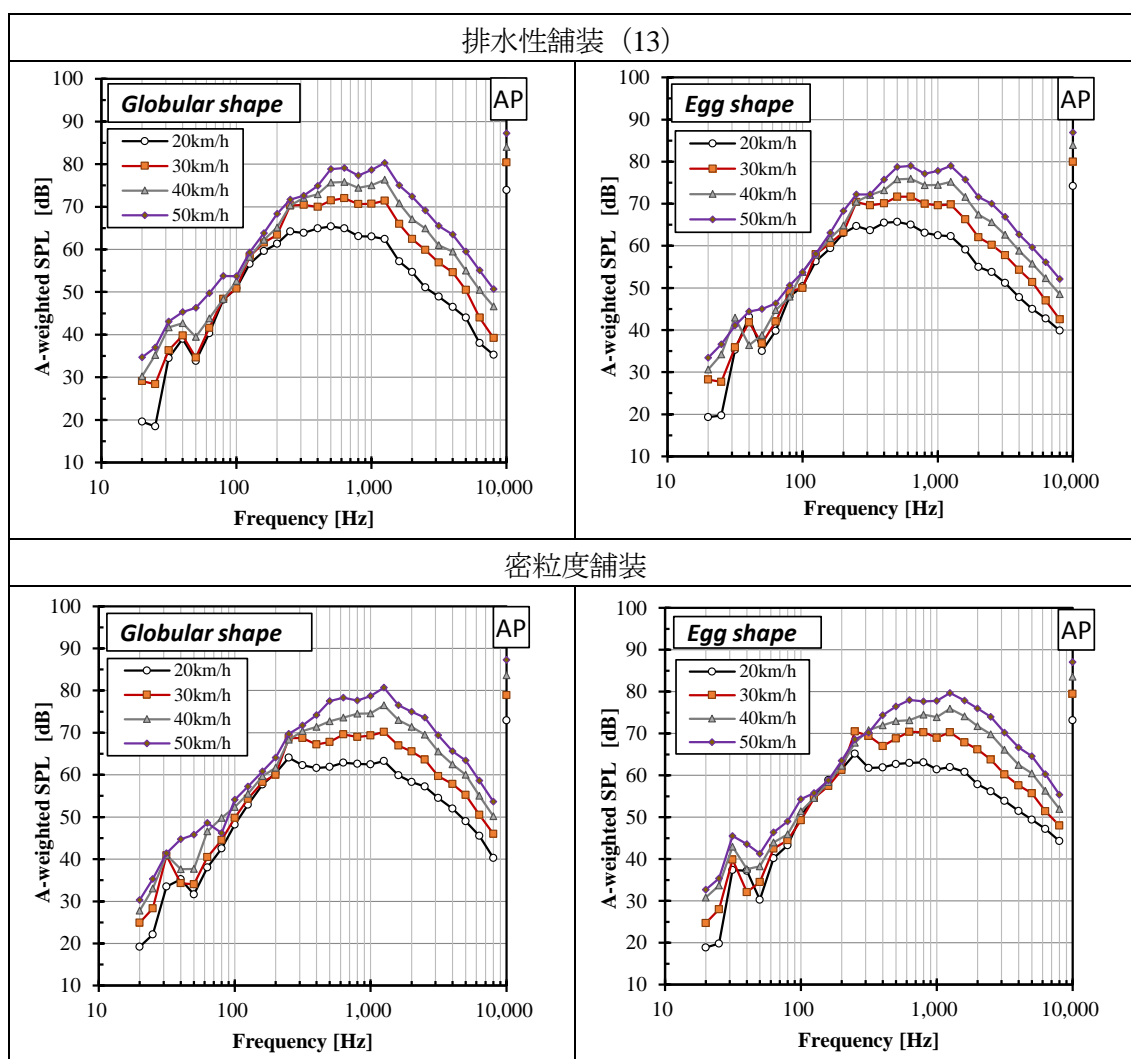 排水性舗装（13）
100
90
80
70
60
50
40
30
20
10
A-weighted SPL [dB]
Globular shape
20km/h
30km/h
40km/h
50km/h
AP
10
100
1,000
10,000
Frequency [Hz]
100
90
80
70
60
50
40
30
20
10
A-weighted SPL [dB]
Egg shape
20km/h
30km/h
40km/h
50km/h
AP
10
100
1,000
10,000
Frequency [Hz]
密粒度舗装
100
90
80
70
60
50
40
30
20
10
A-weighted SPL [dB]
Globular shape
20km/h
30km/h
40km/h
50km/h
AP
10
100
1,000
10,000
Frequency [Hz]
100
90
80
70
60
50
40
30
20
10
A-weighted SPL [dB]
Egg shape
20km/h
30km/h
40km/h
50km/h
AP
10
100
1,000
10,000
Frequency [Hz]